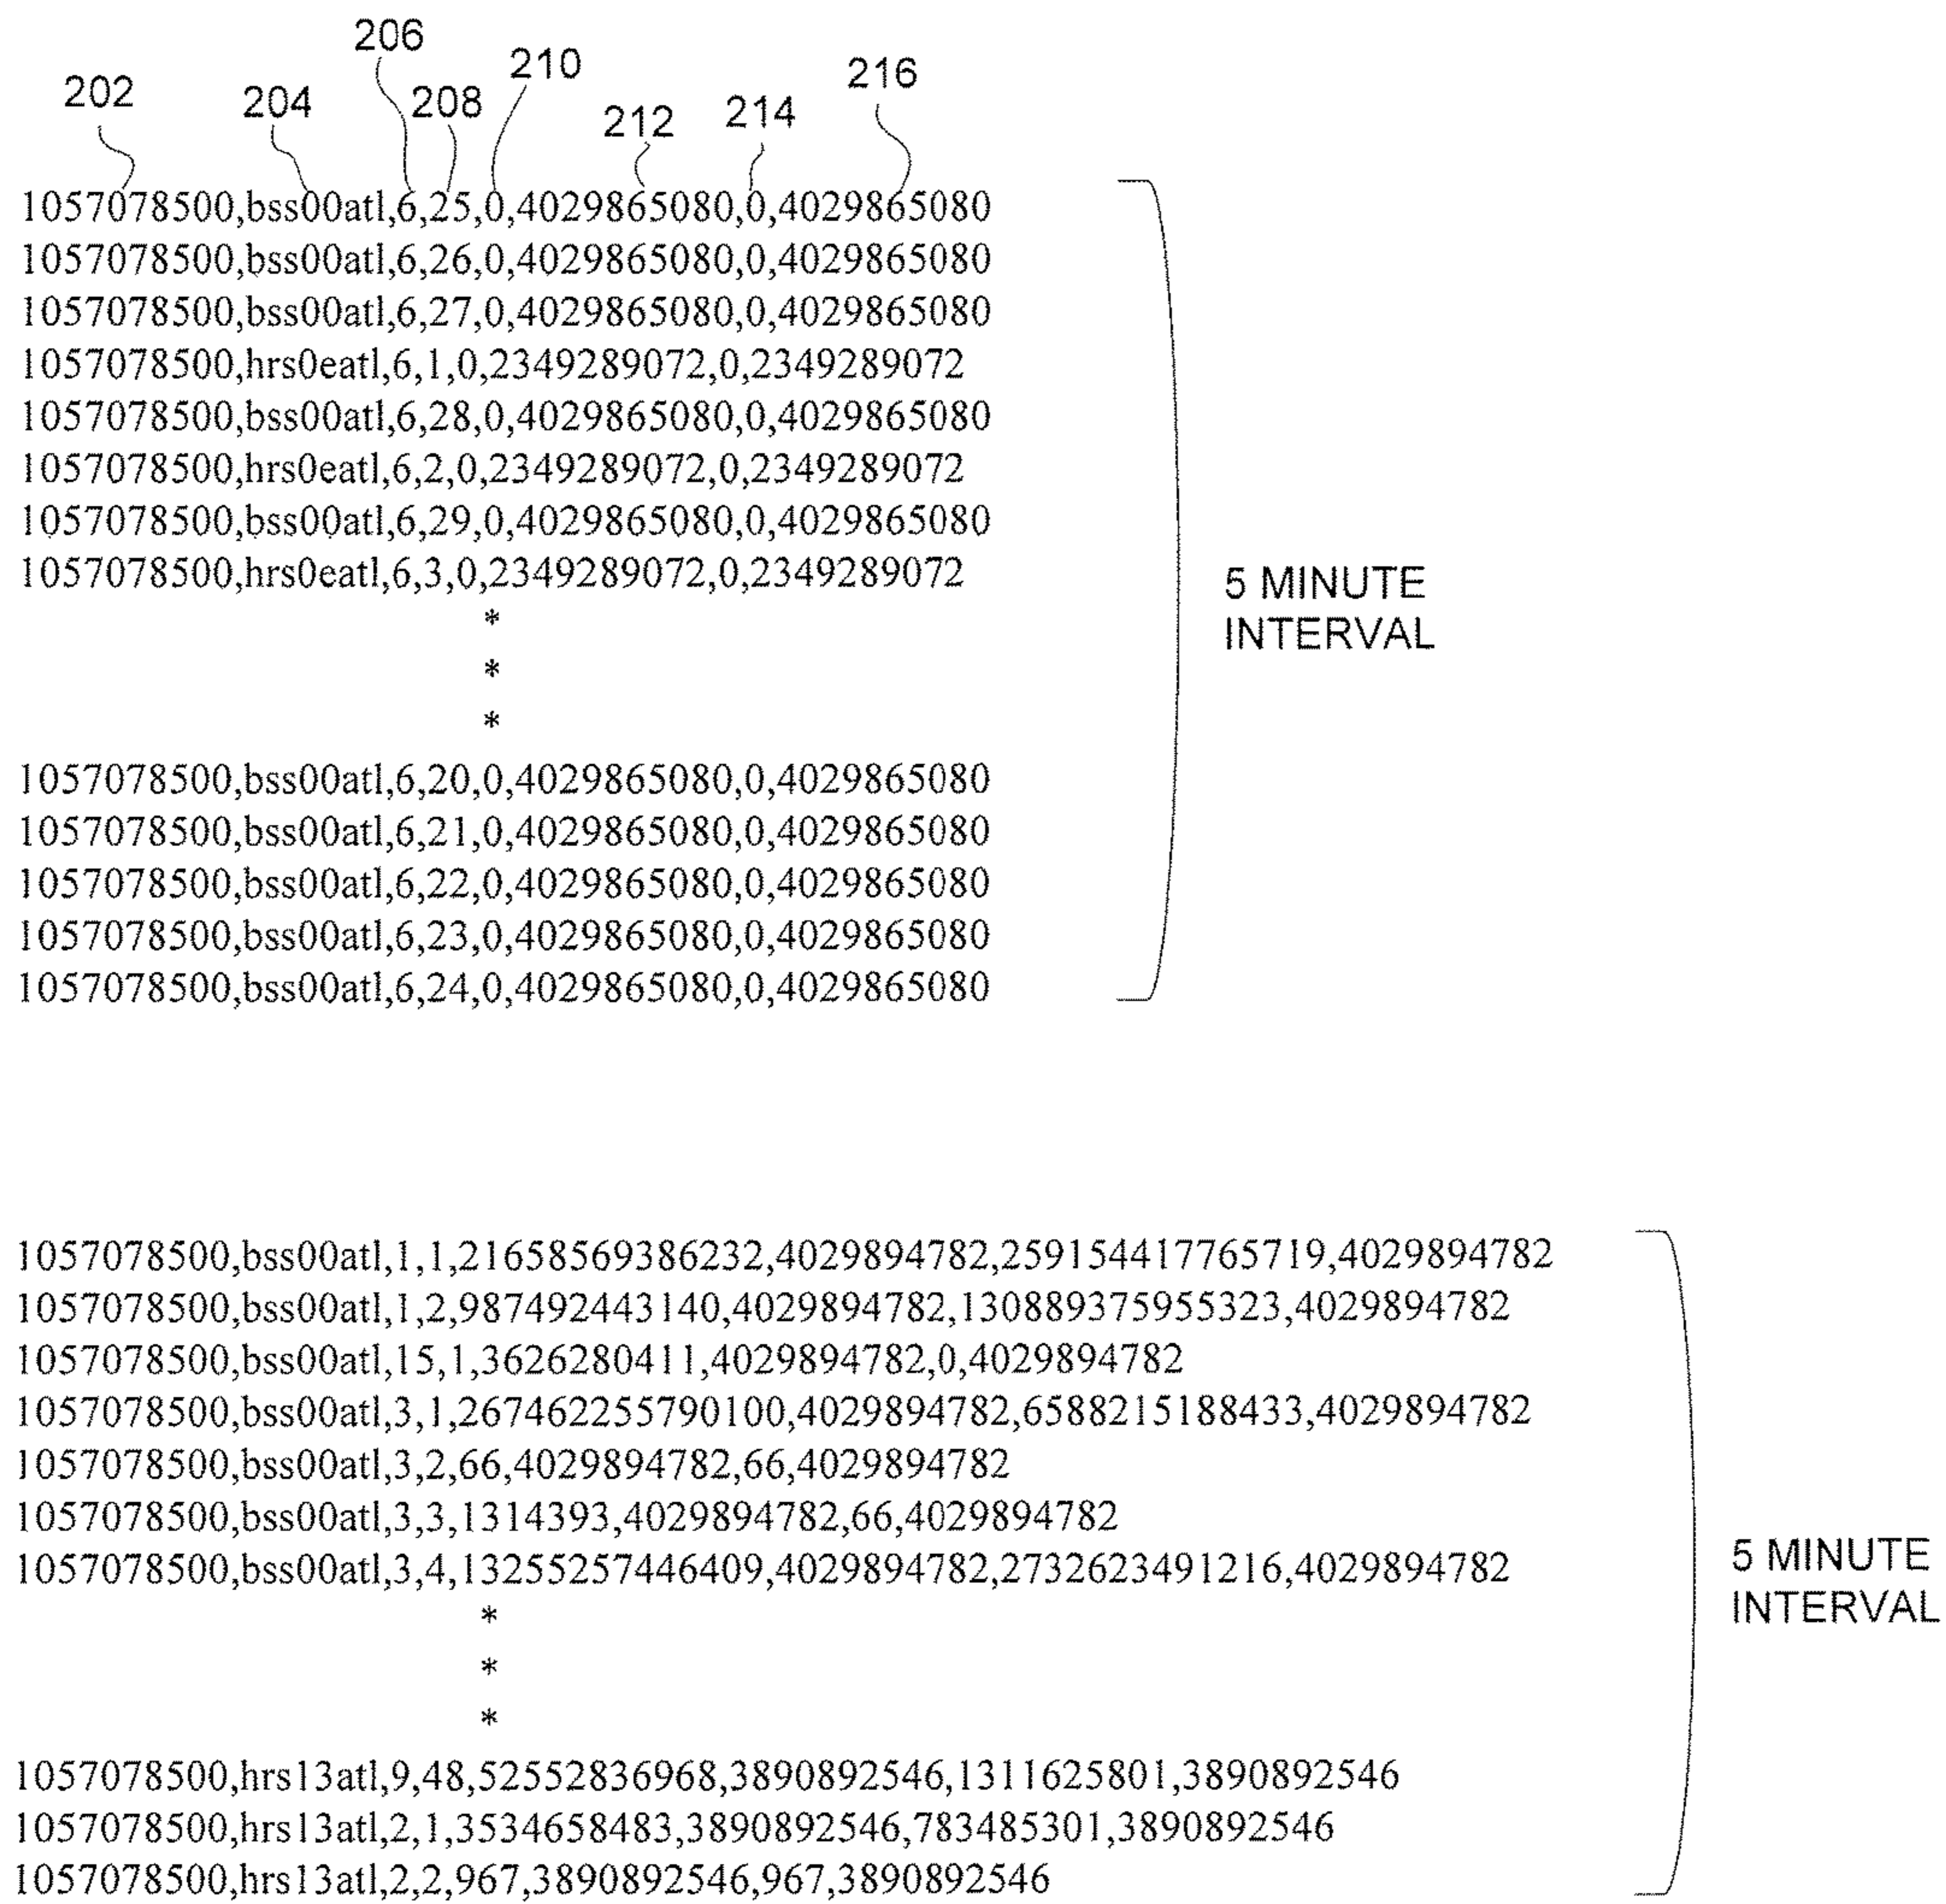 206
210
202
204
208
212
214
216
1057078500,bss00atl,6,25,0,4029865080,0,4029865080
1057078500,bss00atl,6,26,0,4029865080,0,4029865080
1057078500,bss00atl,6,27,0,4029865080,0,4029865080
1057078500,hrs0eatl,6,1,0,2349289072,0,2349289072
1057078500,bss00atl,6,28,0,4029865080,0,4029865080
1057078500,hrs0eatl,6,2,0,2349289072,0,2349289072
1057078500,bss00atl,6,29,0,4029865080,0,4029865080
1057078500,hrs0eatl,6,3,0,2349289072,0,2349289072
*
*
*
1057078500,bss00atl,6,20,0,4029865080,0,4029865080
1057078500,bss00atl,6,21,0,4029865080,0,4029865080
1057078500,bss00atl,6,22,0,4029865080,0,4029865080
1057078500,bss00atl,6,23,0,4029865080,0,4029865080
1057078500,bss00atl,6,24,0,4029865080,0,4029865080
5 MINUTE
INTERVAL
1057078500,bss00atl,1,1,21658569386232,4029894782,259154417765719,4029894782
1057078500,bss00atl,1,2,987492443140,4029894782,130889375955323,4029894782
1057078500,bss00atl,15,1,3626280411,4029894782,0,4029894782
1057078500,bss00atl,3,1,267462255790100,4029894782,6588215188433,4029894782
1057078500,bss00atl,3,2,66,4029894782,66,4029894782
1057078500,bss00atl,3,3,1314393,4029894782,66,4029894782
1057078500,bss00atl,3,4,13255257446409,4029894782,2732623491216,4029894782
*
*
*
1057078500,hrs13atl,9,48,52552836968,3890892546,1311625801,3890892546
1057078500,hrs13atl,2,1,3534658483,3890892546,783485301,3890892546
1057078500,hrs13atl,2,2,967,3890892546,967,3890892546
5 MINUTE
INTERVAL